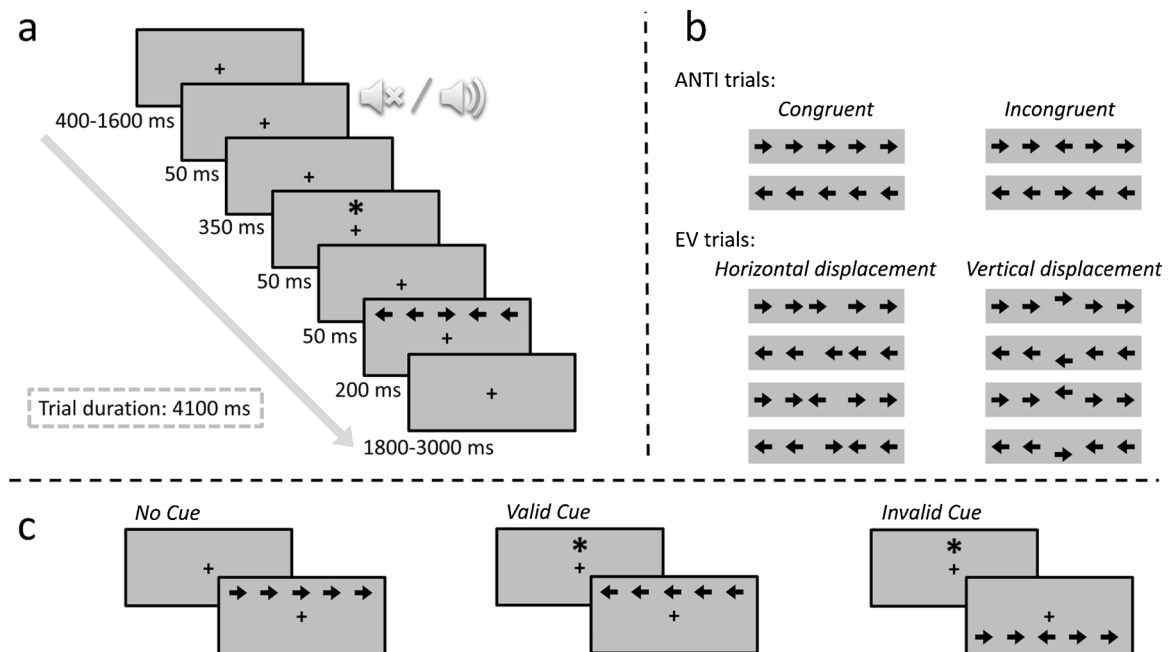 a
400-1600 ms
50 ms
350 ms
*
+
50 ms
50 ms
200 ms
1800-3000 ms
Trial duration: 4100 ms
b
ANTI trials:
Congruent
Incongruent
EV trials:
Horizontal displacement
Vertical displacement
c
No Cue
Valid Cue
Invalid Cue